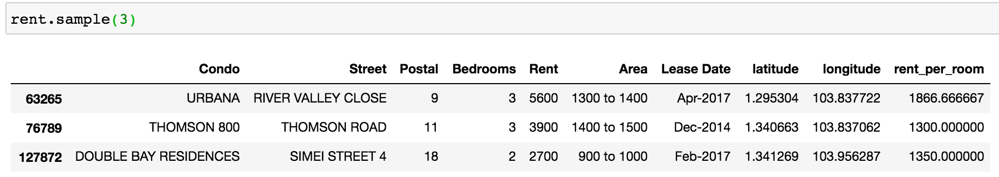 rent.sample(3)
Condo Street Postal Bedrooms Rent Area Lease Date latitude longitude rent_per_room
63265 URBANA RIVER VALLEY CLOSE 9 3 5600 1300 to 1400 Apr-2017 1.295304 103.837722 1866.666667
76789 THOMSON 800 THOMSON ROAD 11 3 3900 1400 to 1500 Dec-2014 1.340663 103.837062 1300.000000
127872 DOUBLE BAY RESIDENCES SIMEI STREET 4 18 2 2700 900 to 1000 Feb-2017 1.341269 103.956287 1350.000000